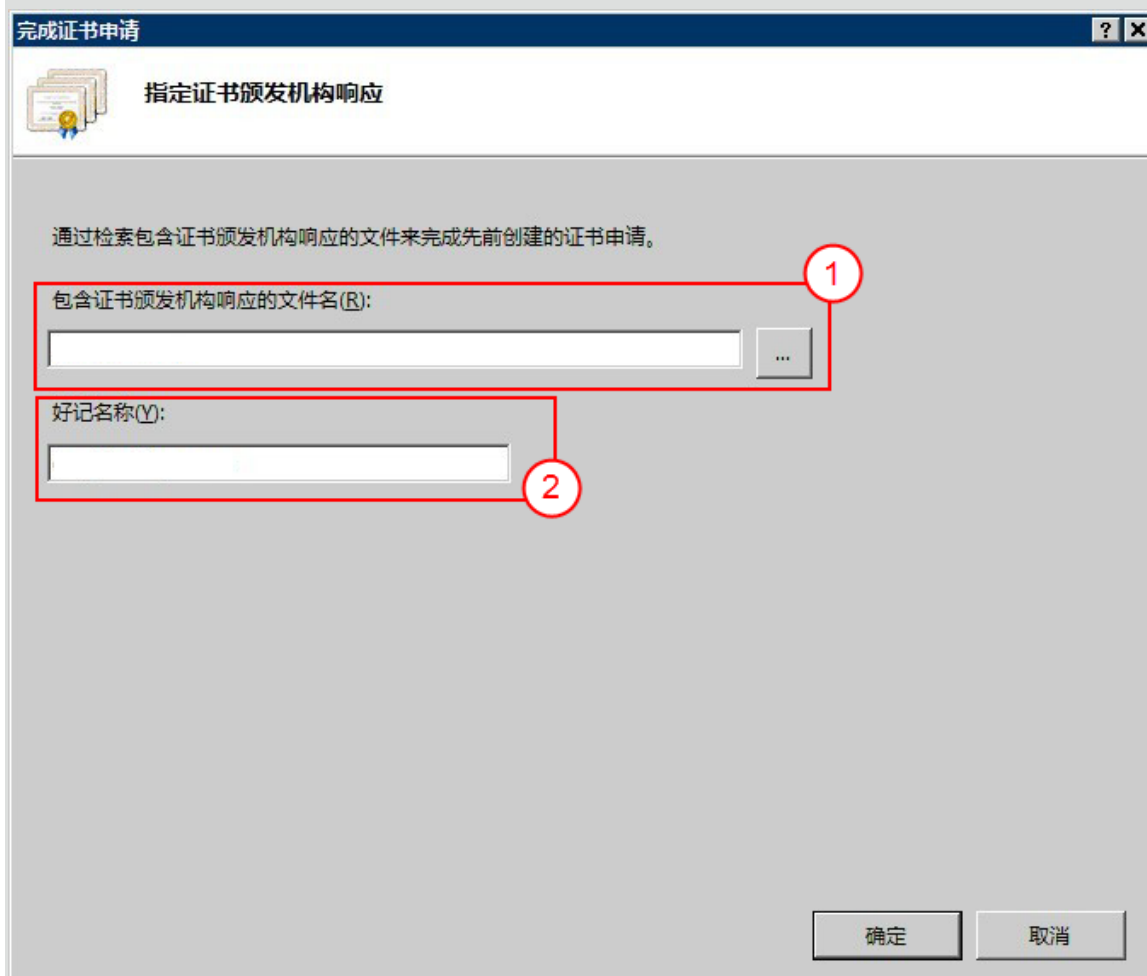 完成证书申请
? X
指定证书颁发机构响应
通过检索包含证书颁发机构响应的文件来完成先前创建的证书申请。
1
包含证书颁发机构响应的文件名(R):
...
好记名称(Y):
2
确定 取消